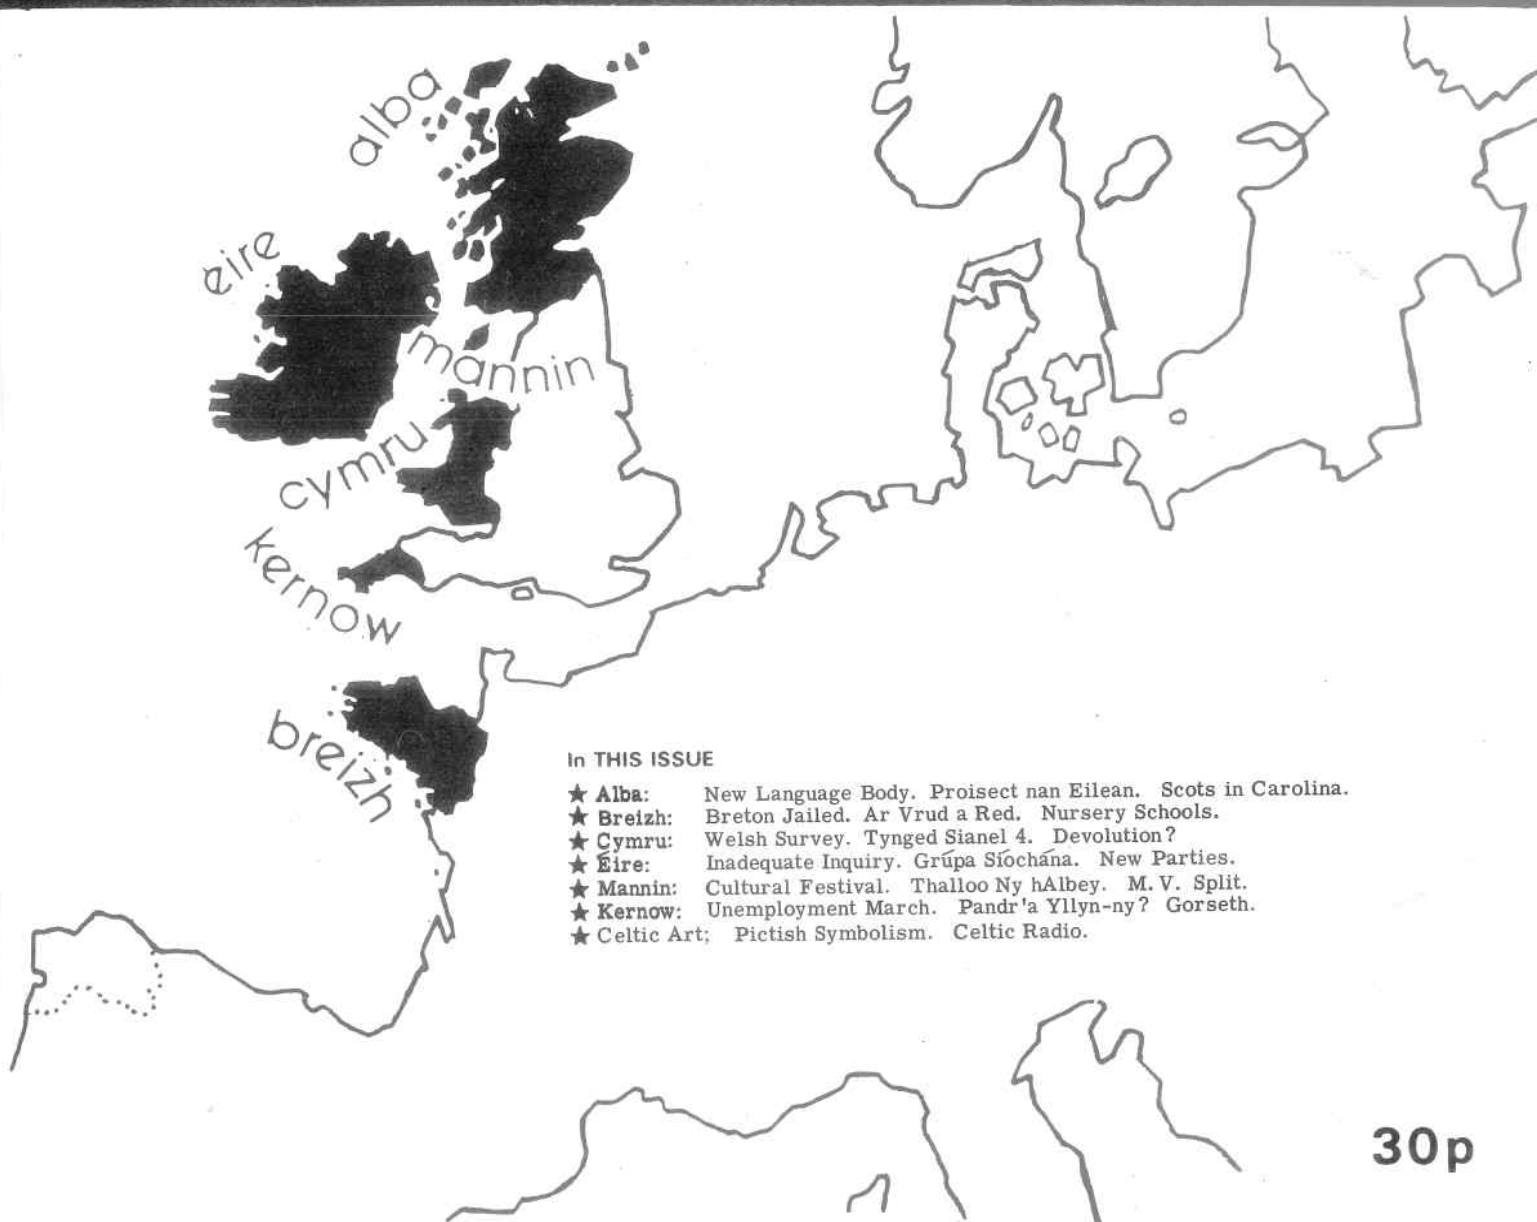 alba
eire
mannin
cymru
kernow
breizh
In THIS ISSUE
★ Alba: New Language Body. Proisect nan Eilean. Scots in Carolina.
★ Breizh: Breton Jailed. Ar Vrud a Red. Nursery Schools.
★ Cymru: Welsh Survey. Tynged Sianel 4. Devolution?
★ Éire: Inadequate Inquiry. Grúpa Síochána. New Parties.
★ Mannin: Cultural Festival. Thalloo Ny hAlbey. M.V. Split.
★ Kernow: Unemployment March. Pandr'a Yllyn-ny? Gorseth.
★ Celtic Art; Pictish Symbolism. Celtic Radio.
30p